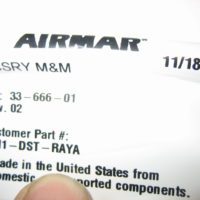 AIRMAR
SRY M&M
11/18
33-666-01
. 02
stomer Part #:
1-DST-RAYA
ade in the United States from
omestic ported components.